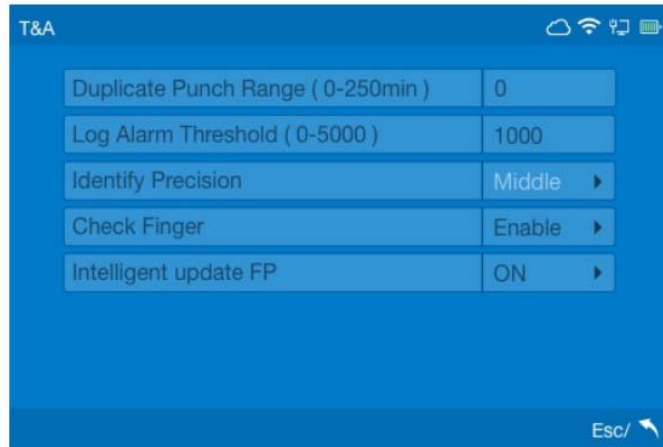 T&A
Duplicate Punch Range ( 0-250min ) 0
Log Alarm Threshold ( 0-5000 ) 1000
Identify Precision Middle
Check Finger Enable
Intelligent update FP ON
Esc/